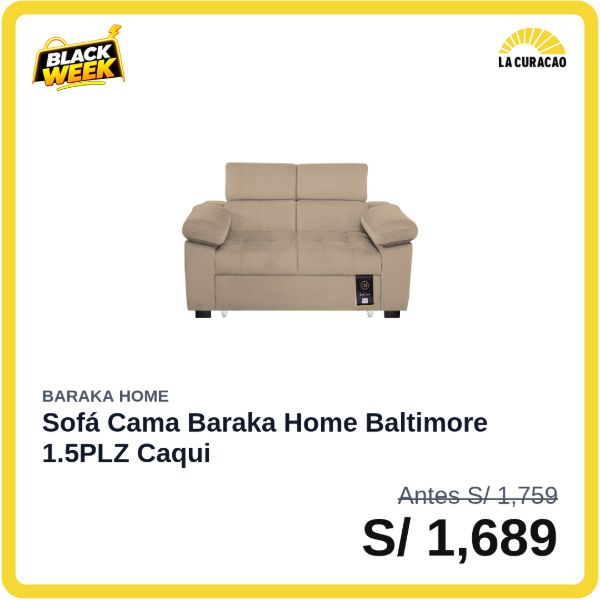 BLACK
WEEK
LA CURACAO
BARAKA HOME
Sofá Cama Baraka Home Baltimore
1.5PLZ Caqui
Antes S/ 1,759
S/ 1,689